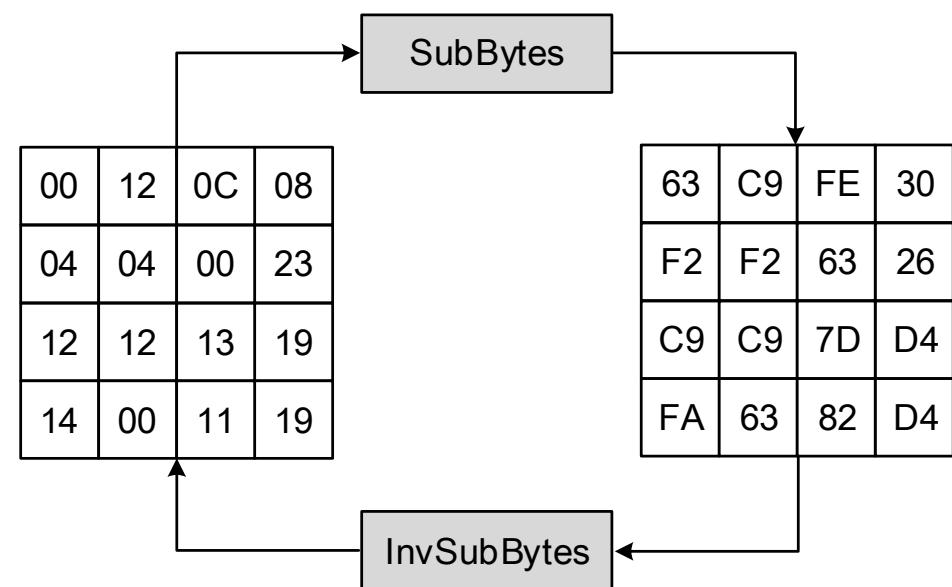 SubBytes
00 12 0C 08
63 C9 FE 30
04 04 00 23
F2 F2 63 26
12 12 13 19
C9 C9 7D D4
14 00 11 19
FA 63 82 D4
InvSubBytes